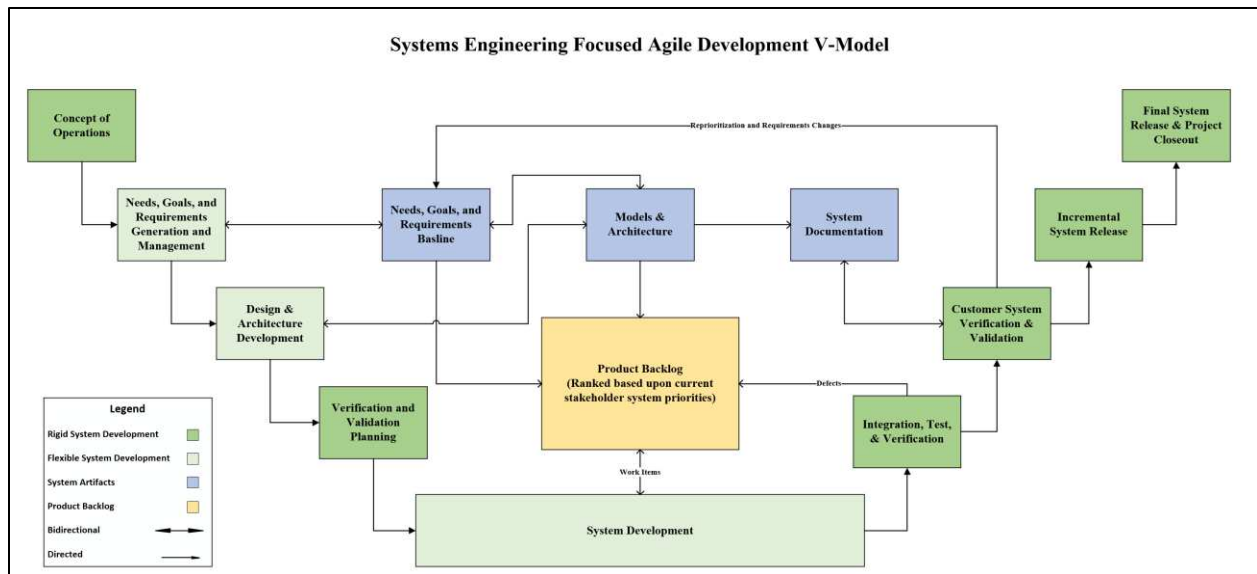 Systems Engineering Focused Agile Development V-Model
Concept of
Operations
Final System
Release & Project
Closeout
Reprioritization and Requirements Changes
Needs, Goals, and
Requirements
Generation and
Management
Needs, Goals, and
Requirements
Basline
Models &
Architecture
System
Documentation
Incremental
System Release
Design &
Architecture
Development
Customer System
Verification &
Validation
Product Backlog
(Ranked based upon current
stakeholder system priorities)
Defects
Verification and
Validation
Planning
Integration, Test,
& Verification
Work Items
System Development
Legend
Rigid System Development
Flexible System Development
System Artifacts
Product Backlog
Bidirectional
Directed